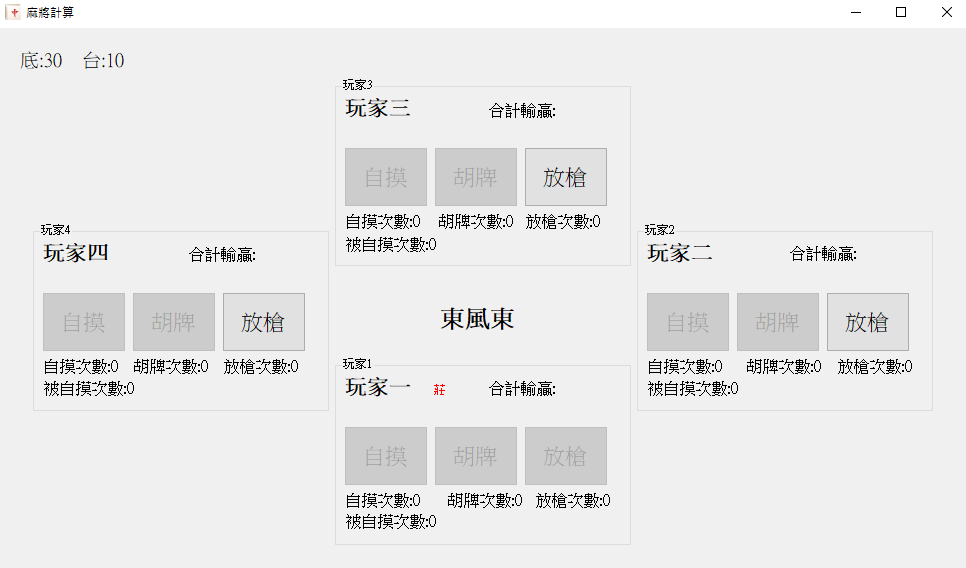 麻將計算
底:30 台:10
玩家3
玩家三 合計輸贏:
自摸 胡牌 放槍
自摸次數:0 胡牌次數:0 放槍次數:0
被自摸次數:0
玩家4
玩家四 合計輸贏:
自摸 胡牌 放槍
自摸次數:0 胡牌次數:0 放槍次數:0
被自摸次數:0
玩家2
玩家二 合計輸贏:
自摸 胡牌 放槍
自摸次數:0 胡牌次數:0 放槍次數:0
被自摸次數:0
東風東
玩家1
玩家一 莊 合計輸贏:
自摸 胡牌 放槍
自摸次數:0 胡牌次數:0 放槍次數:0
被自摸次數:0